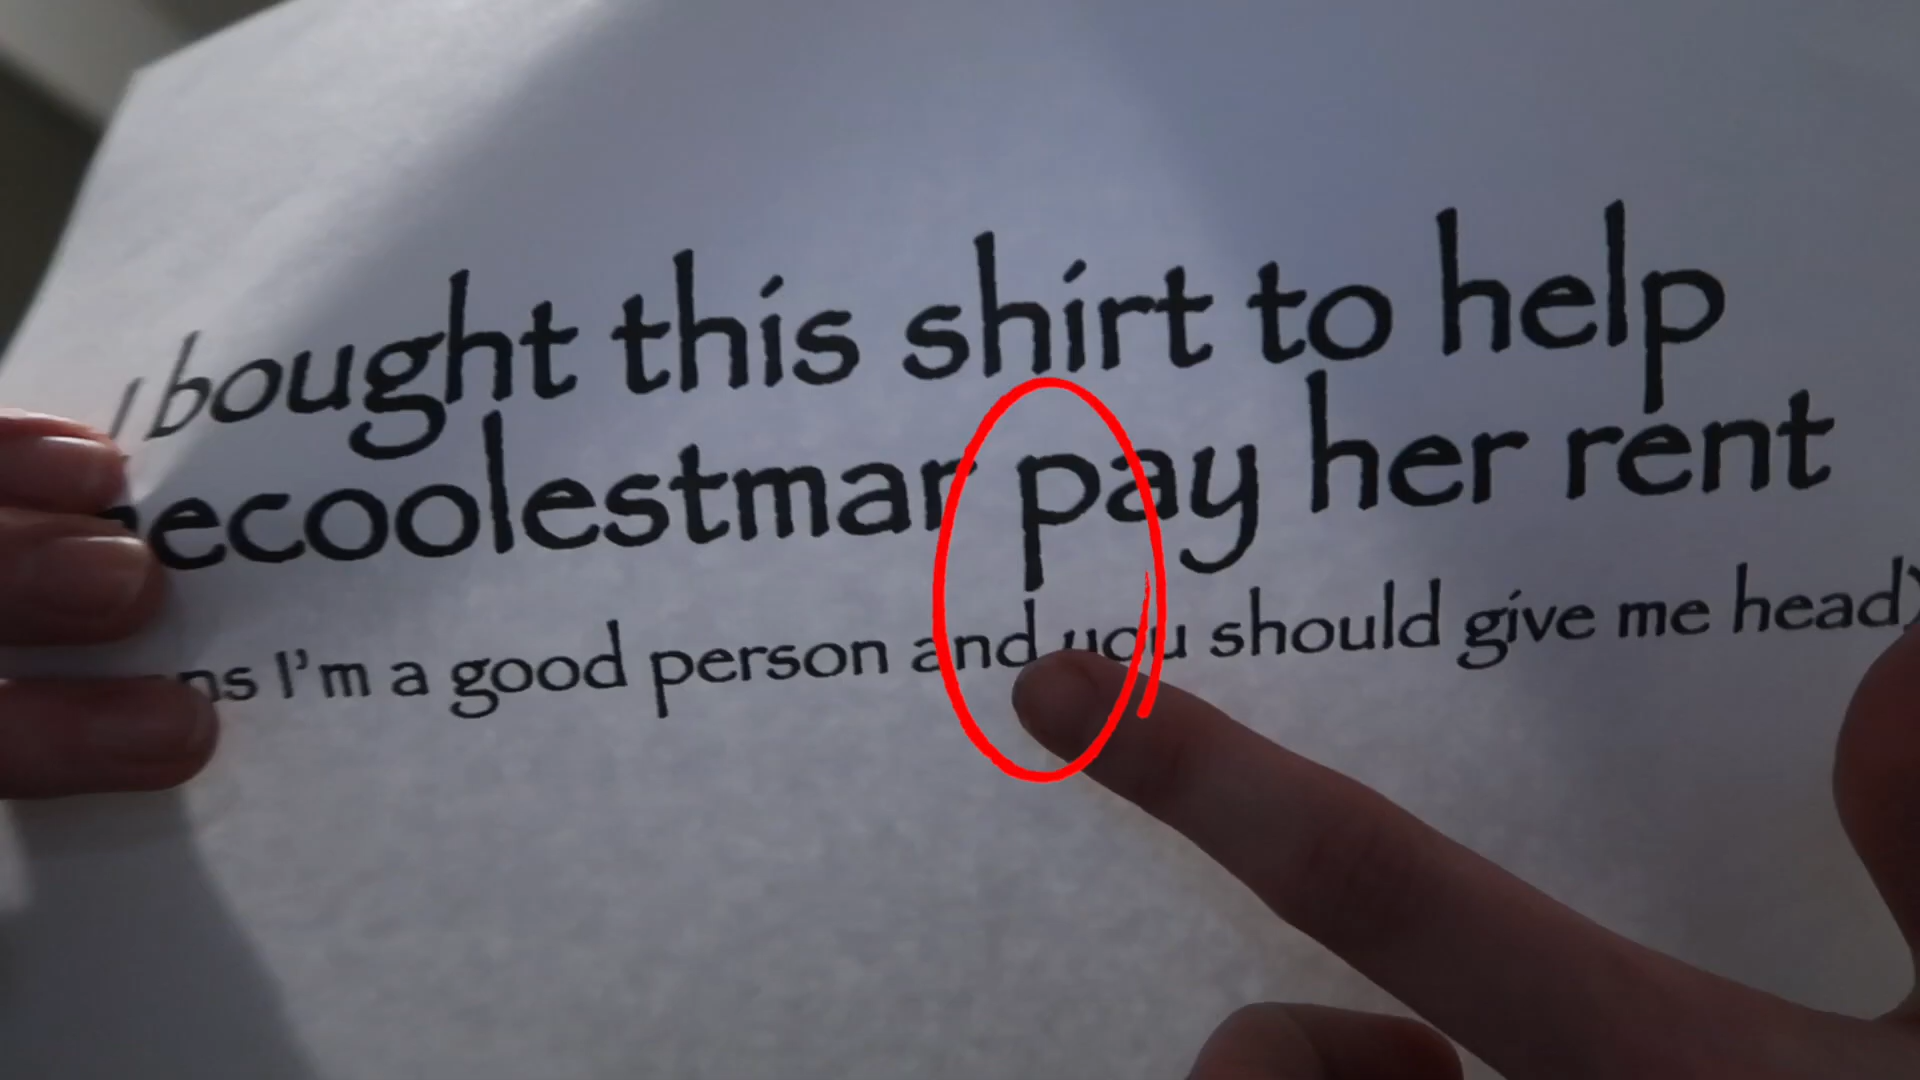 I bought this shirt to help
ecoolestmar pay her rent
ns I'm a good person and you should give me head)